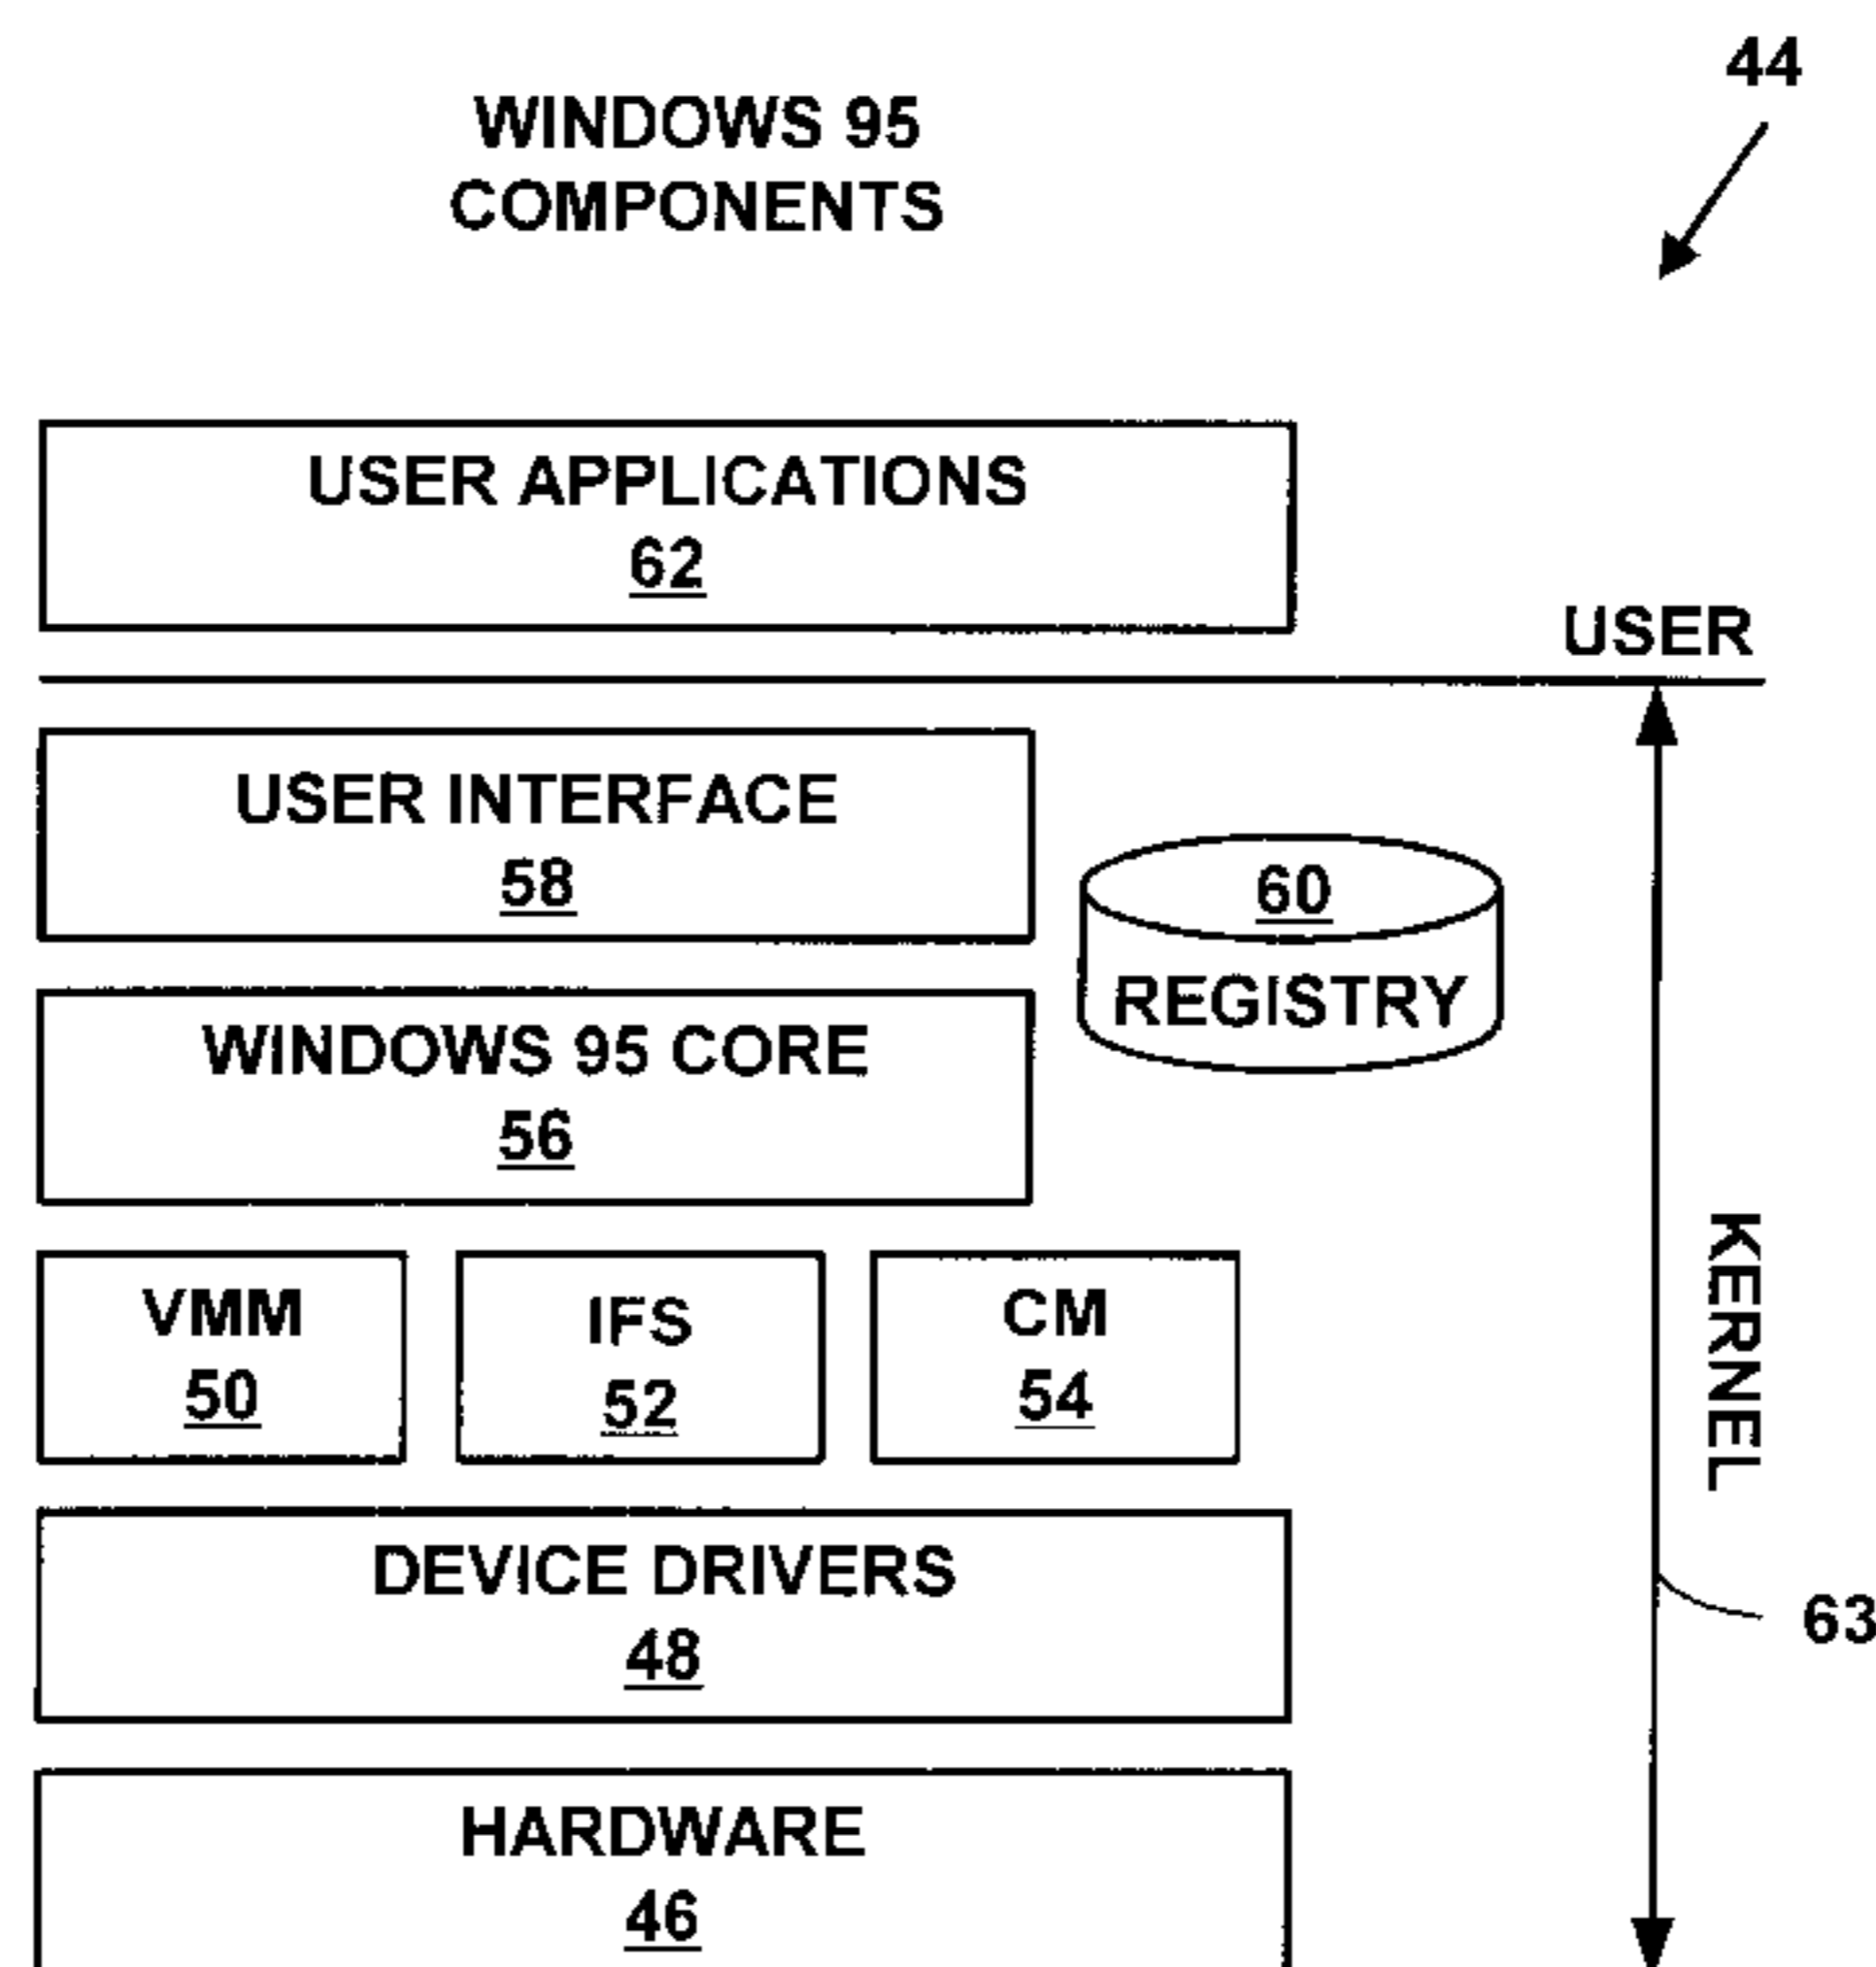 44
WINDOWS 95
COMPONENTS
USER APPLICATIONS
62
USER
USER INTERFACE
58
60
REGISTRY
WINDOWS 95 CORE
56
KERNEL
VMM
50
IFS
52
CM
54
DEVICE DRIVERS
48
63
HARDWARE
46